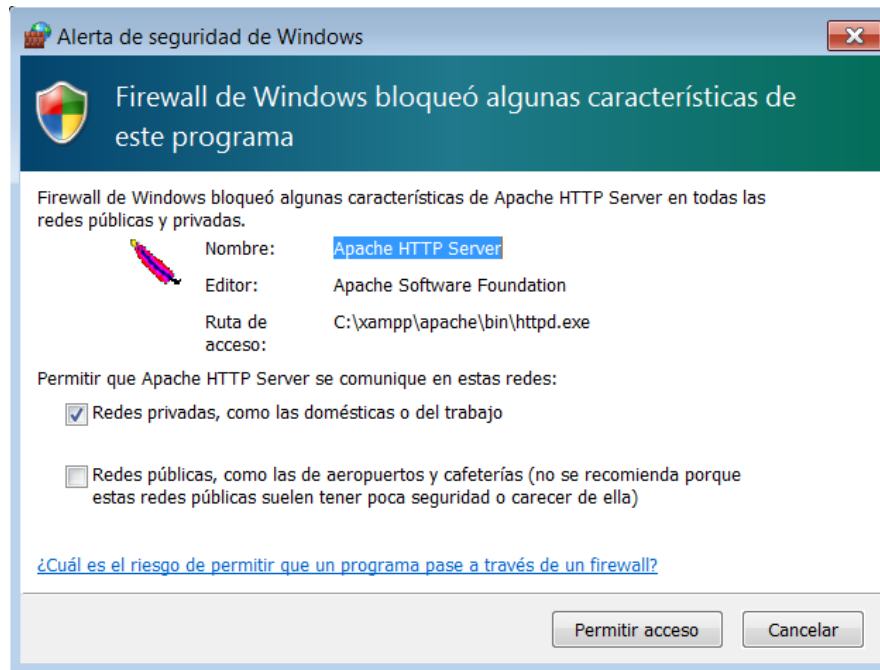 Alerta de seguridad de Windows
Firewall de Windows bloqueó algunas características de
este programa
Firewall de Windows bloqueó algunas características de Apache HTTP Server en todas las
redes públicas y privadas.
Nombre: Apache HTTP Server
Editor: Apache Software Foundation
Ruta de C:\xampp\apache\bin\httpd.exe
acceso:
Permitir que Apache HTTP Server se comunique en estas redes:
Redes privadas, como las domésticas o del trabajo
Redes públicas, como las de aeropuertos y cafeterías (no se recomienda porque
estas redes públicas suelen tener poca seguridad o carecer de ella)
¿Cuál es el riesgo de permitir que un programa pase a través de un firewall?
Permitir acceso Cancelar